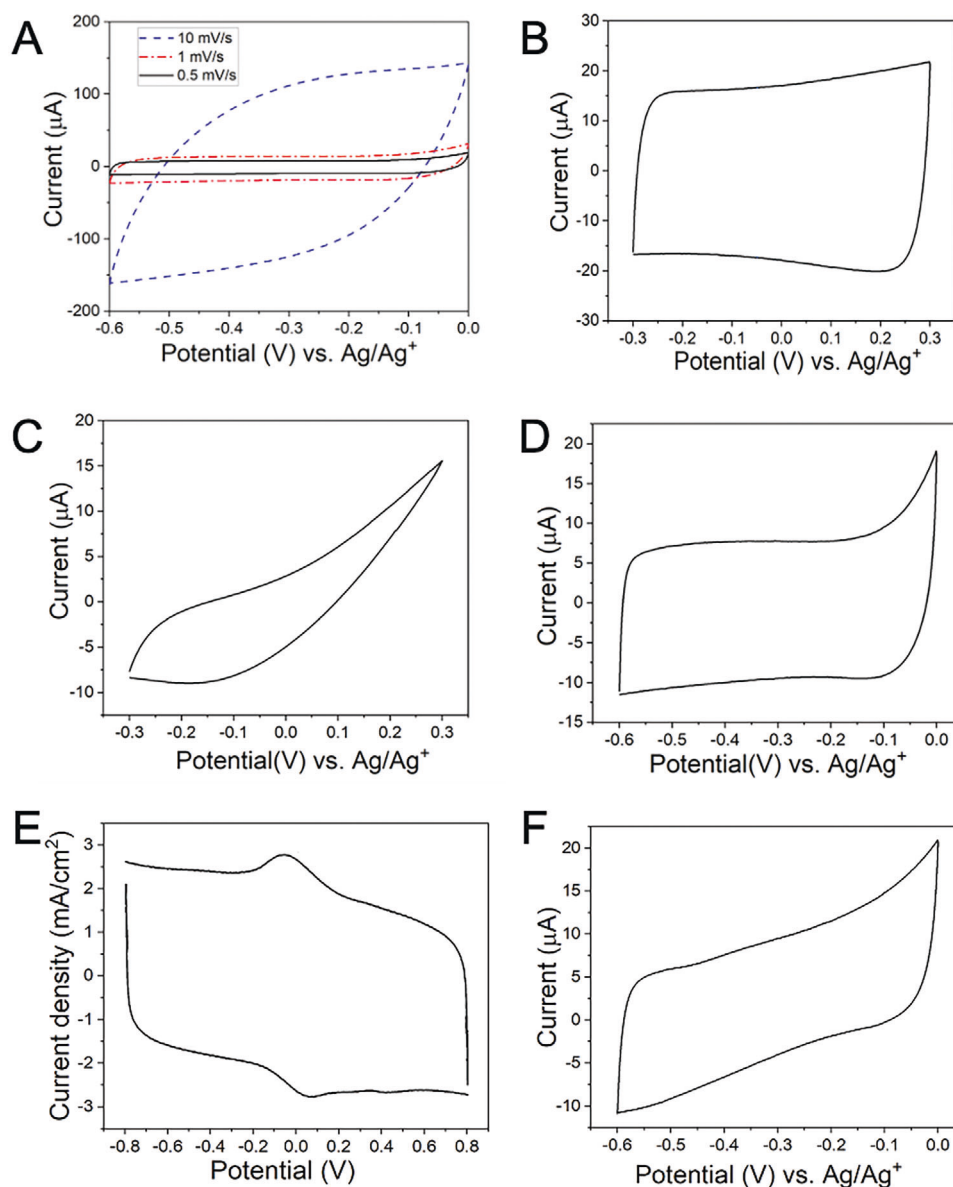 A
10 mV/s
1 mV/s
0.5 mV/s
200
100
0
-100
-200
Current (μA)
-0.6 -0.5 -0.4 -0.3 -0.2 -0.1 0.0
Potential (V) vs. Ag/Ag⁺
B
30
20
10
0
-10
-20
-30
Current (μA)
-0.3 -0.2 -0.1 0.0 0.1 0.2 0.3
Potential (V) vs. Ag/Ag⁺
C
20
15
10
5
0
-5
-10
Current (μA)
-0.3 -0.2 -0.1 0.0 0.1 0.2 0.3
Potential(V) vs. Ag/Ag⁺
D
20
15
10
5
0
-5
-10
-15
Current (μA)
-0.6 -0.5 -0.4 -0.3 -0.2 -0.1 0.0
Potential(V) vs. Ag/Ag⁺
E
3
2
1
0
-1
-2
-3
Current density (mA/cm²)
-0.8 -0.6 -0.4 -0.2 0.0 0.2 0.4 0.6 0.8
Potential (V)
F
20
15
10
5
0
-5
-10
Current (μA)
-0.6 -0.5 -0.4 -0.3 -0.2 -0.1 0.0
Potential (V) vs. Ag/Ag⁺